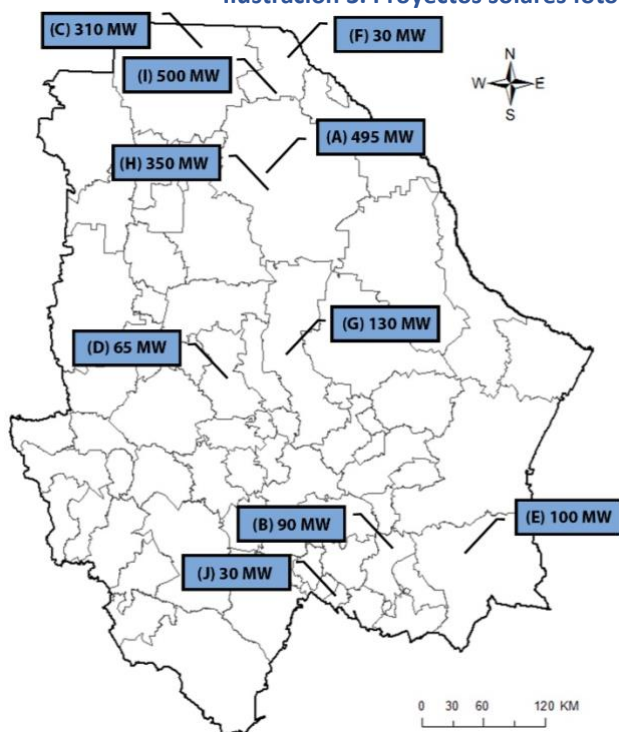 Ilustración 3. Proyectos solares foto
(C) 310 MW
(F) 30 MW
(I) 500 MW
N
W E
S
(A) 495 MW
(H) 350 MW
(G) 130 MW
(D) 65 MW
(B) 90 MW
(E) 100 MW
(J) 30 MW
0 30 60 120 KM